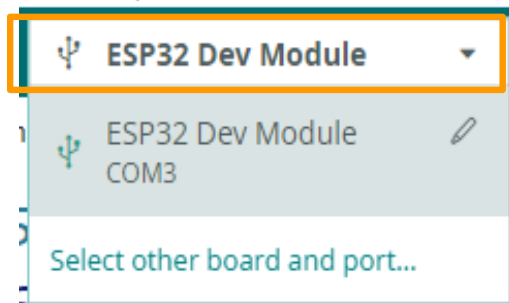 ESP32 Dev Module
ESP32 Dev Module
COM3
Select other board and port...